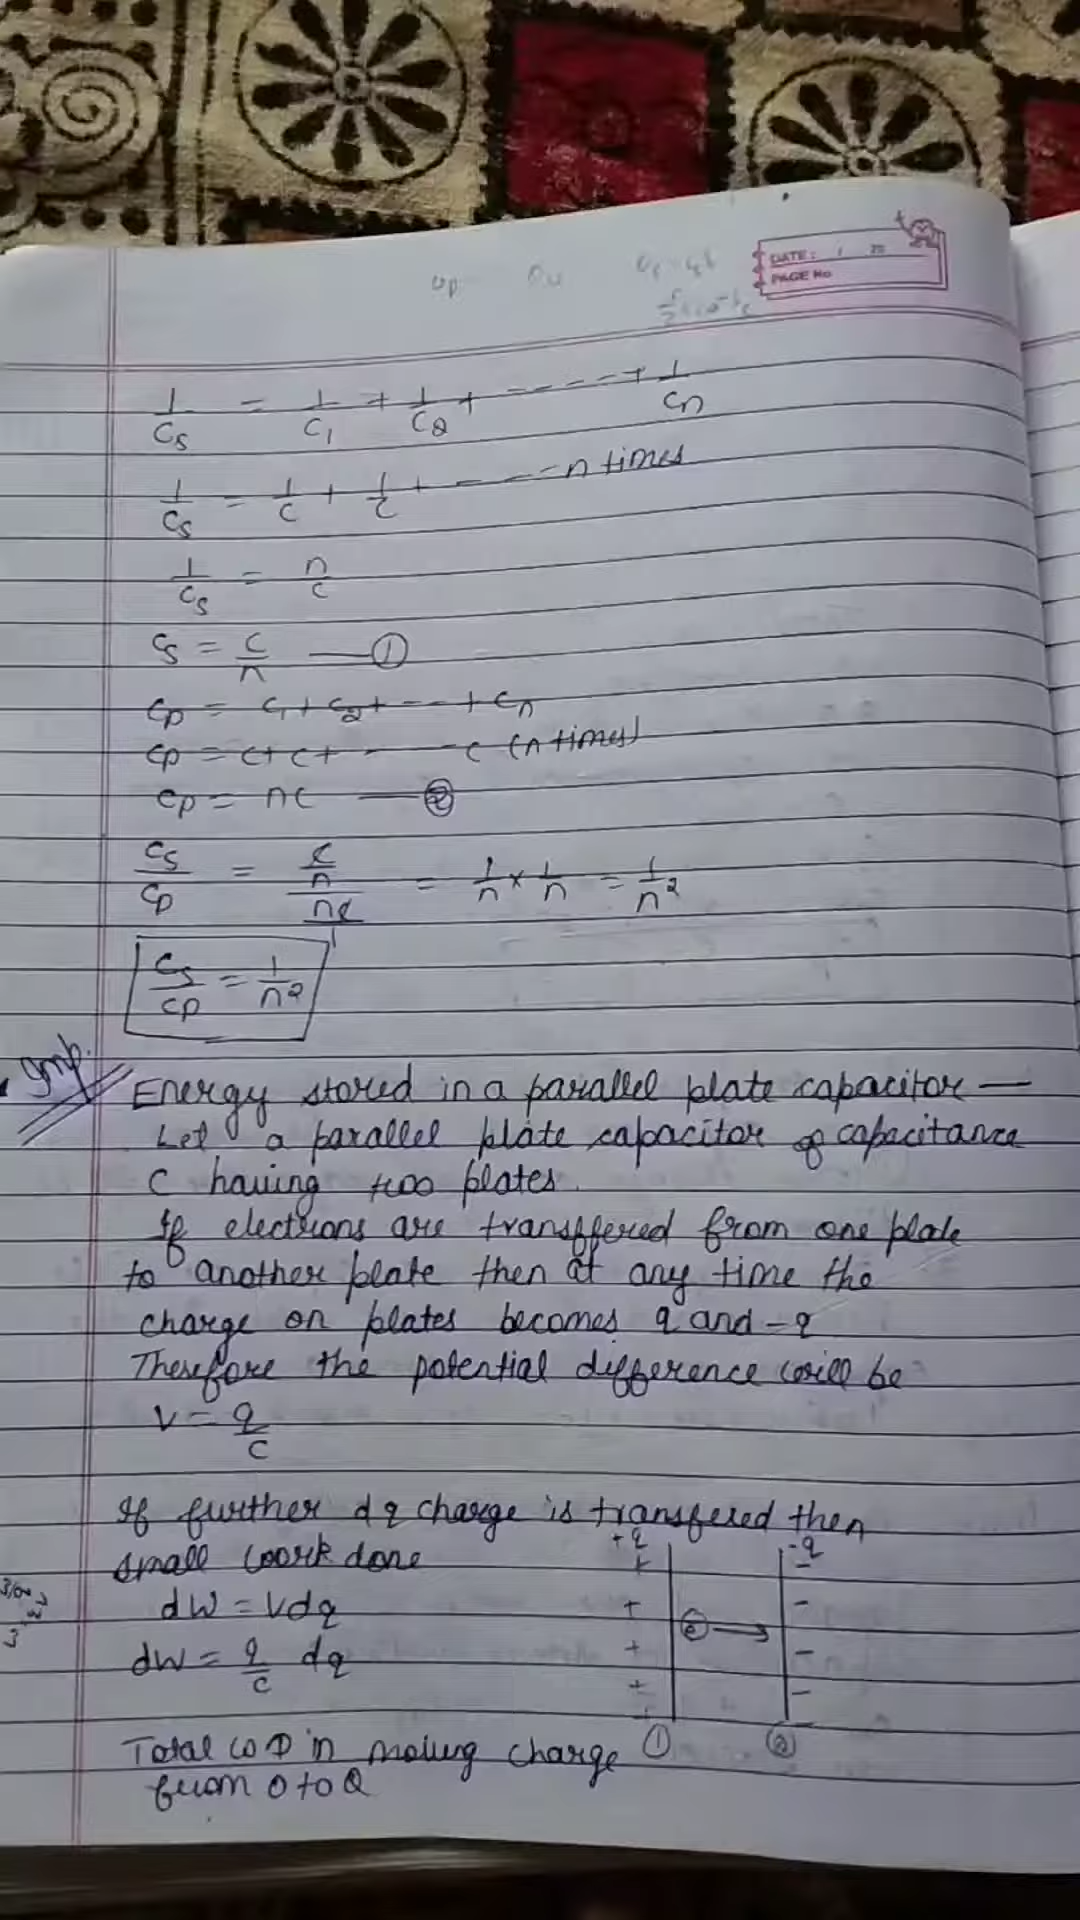 DATE: / 20
PAGE No
1/Cs = 1/C1 + 1/C2 + ------+ 1/Cn
1/Cs = 1/C + 1/C + - - - - n times
1/Cs = n/C
Cs = C/n —— ①
Cp = C1 + C2 + --- + Cn
Cp = C + C + - --- C (n times)
Cp = nC —— ②
Cs/Cp = (C/n)/(nC) = 1/n × 1/n = 1/n²
Cs/Cp = 1/n²
Imp.
Energy stored in a parallel plate capacitor —
Let a parallel plate capacitor of capacitance
C having two plates.
If electrons are transffered from one plate
to another plate then at any time the
charge on plates becomes q and -q
Therefore the potential difference will be
V = q/C
If further dq charge is transfered then
small work done
dW = Vdq
dW = q/C dq
+q -q
+ −
+ −
e →
+ −
+ −
① ②
Total WD in moving charge
from 0 to Q